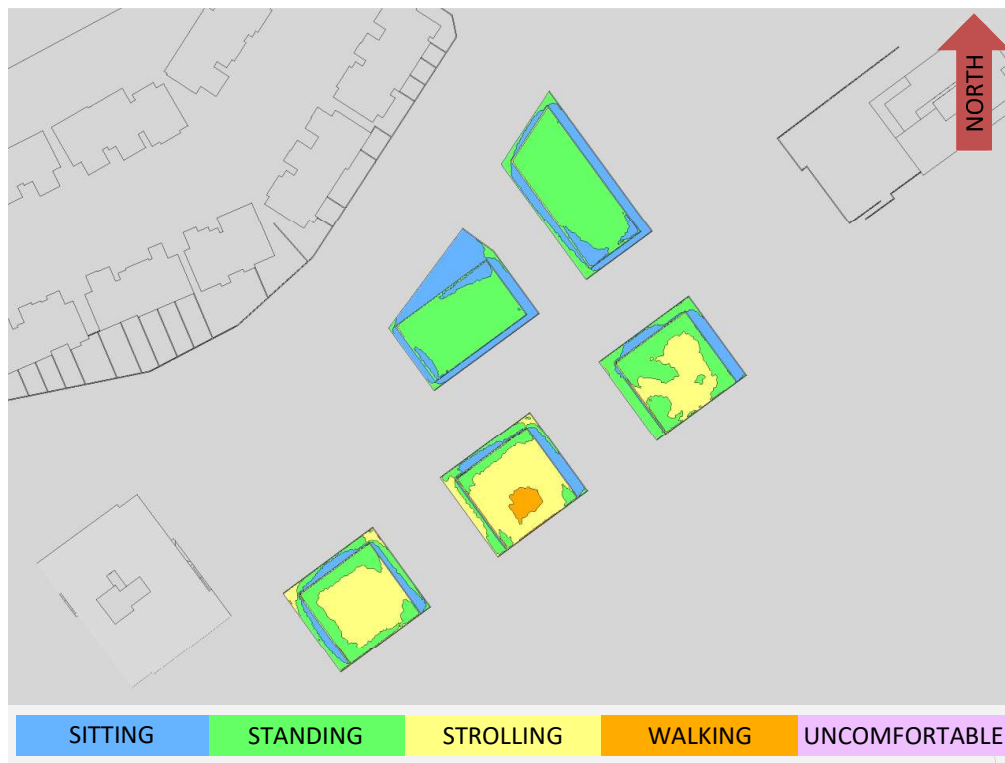 NORTH
SITTING
STANDING
STROLLING
WALKING
UNCOMFORTABLE